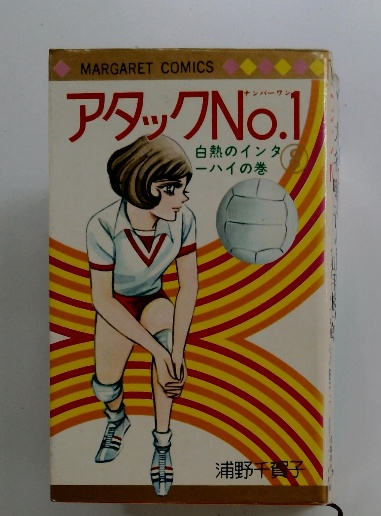 MARGARET COMICS
アタックNo.1
ナンバーワン
白熱のインタ
ーハイの巻
浦野千賀子